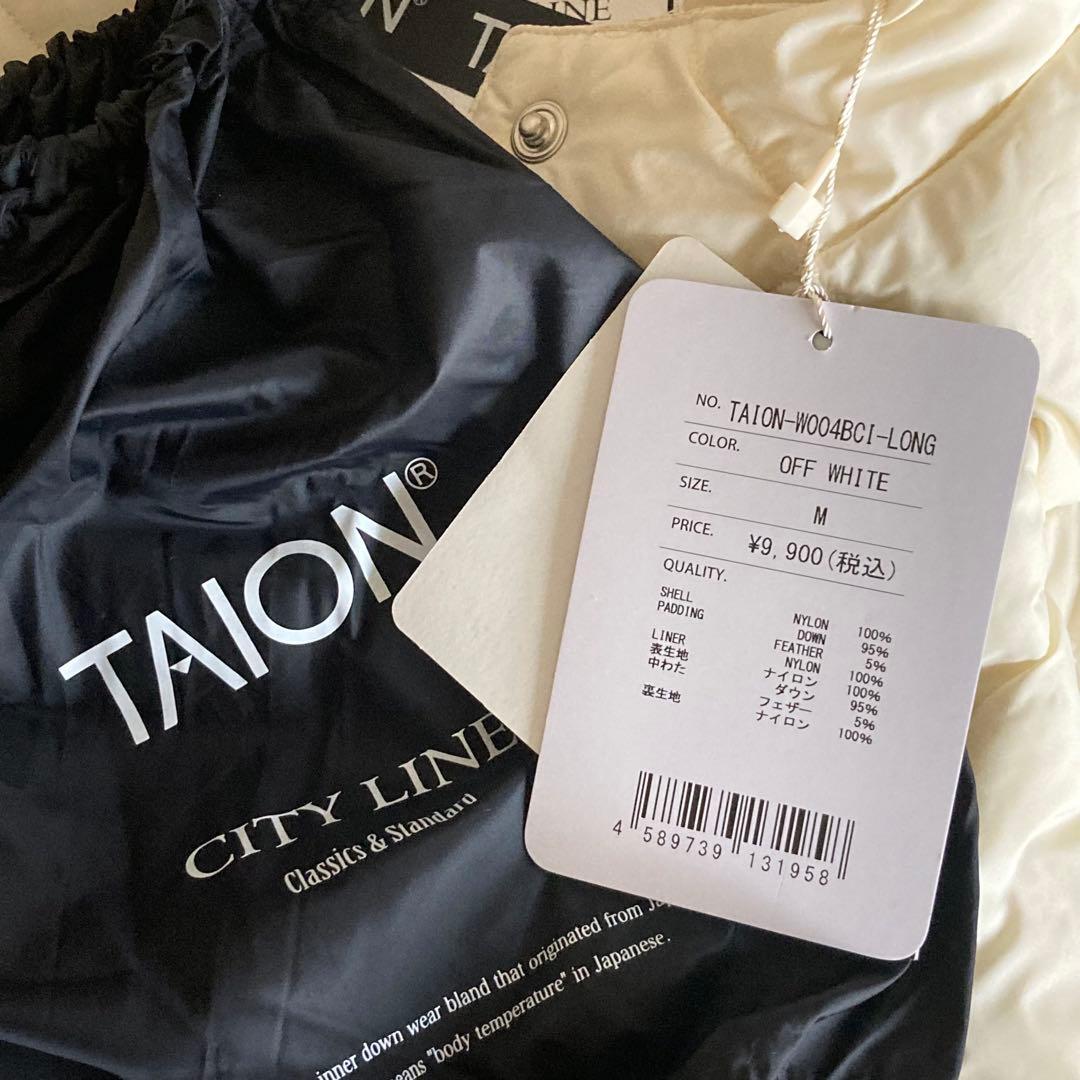 TAION®
CITY LINE
Classics & Standard
inner down wear bland that originated from
"body temperature" in Japanese.
LINE
NO. TAION-W004BCI-LONG
COLOR. OFF WHITE
SIZE. M
PRICE. ¥9,900(税込)
QUALITY.
SHELL NYLON 100%
PADDING DOWN 95%
FEATHER 5%
LINER NYLON 100%
表生地 ナイロン 100%
中わた ダウン 95%
フェザー 5%
裏生地 ナイロン 100%
4 589739 131958